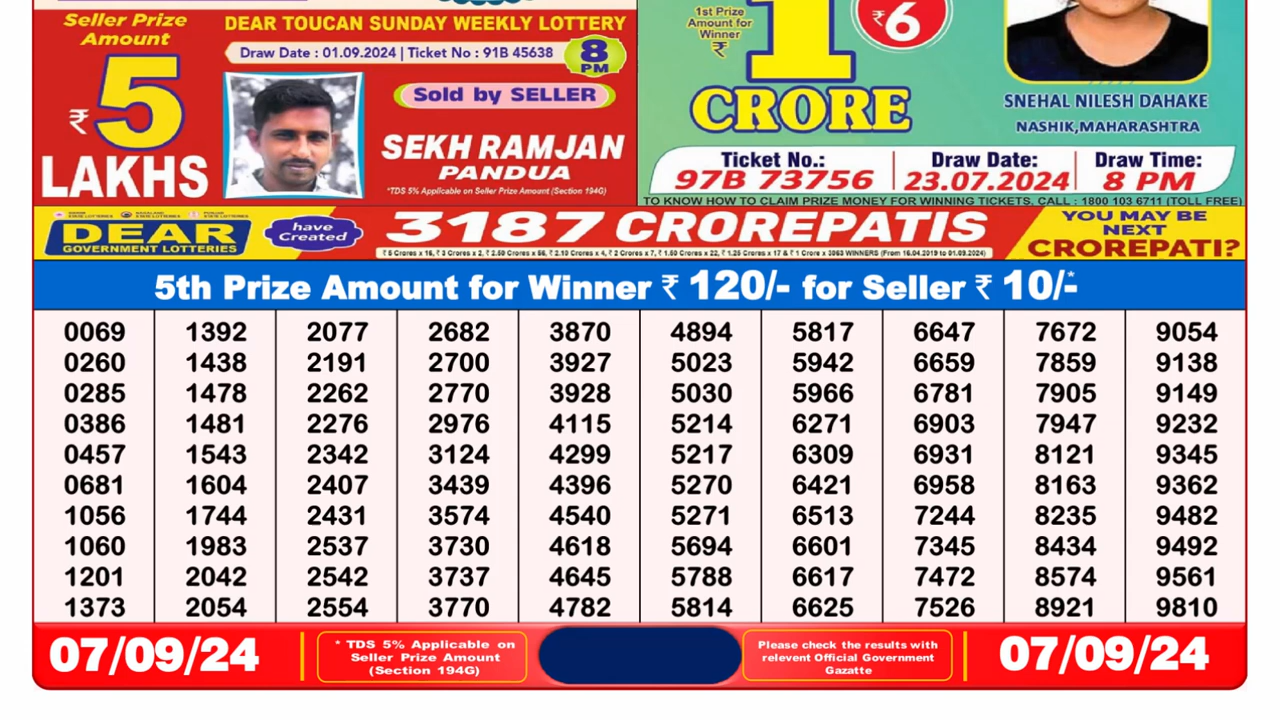 Seller Prize
Amount
₹5
LAKHS
DEAR TOUCAN SUNDAY WEEKLY LOTTERY
Draw Date : 01.09.2024 | Ticket No : 91B 45638
8
PM
Sold by SELLER
SEKH RAMJAN
PANDUA
*TDS 5% Applicable on Seller Prize Amount (Section 194G)
1st Prize
Amount for
Winner
₹
1
CRORE
₹6
SNEHAL NILESH DAHAKE
NASHIK,MAHARASHTRA
Ticket No.:
97B 73756
Draw Date:
23.07.2024
Draw Time:
8 PM
TO KNOW HOW TO CLAIM PRIZE MONEY FOR WINNING TICKETS, CALL : 1800 103 6711 (TOLL FREE)
DEAR
GOVERNMENT LOTTERIES
have
Created
3187 CROREPATIS
YOU MAY BE
NEXT
CROREPATI?
5th Prize Amount for Winner ₹ 120/- for Seller ₹ 10/-*
0069 1392 2077 2682 3870 4894 5817 6647 7672 9054
0260 1438 2191 2700 3927 5023 5942 6659 7859 9138
0285 1478 2262 2770 3928 5030 5966 6781 7905 9149
0386 1481 2276 2976 4115 5214 6271 6903 7947 9232
0457 1543 2342 3124 4299 5217 6309 6931 8121 9345
0681 1604 2407 3439 4396 5270 6421 6958 8163 9362
1056 1744 2431 3574 4540 5271 6513 7244 8235 9482
1060 1983 2537 3730 4618 5694 6601 7345 8434 9492
1201 2042 2542 3737 4645 5788 6617 7472 8574 9561
1373 2054 2554 3770 4782 5814 6625 7526 8921 9810
07/09/24
* TDS 5% Applicable on
Seller Prize Amount
(Section 194G)
Please check the results with
relevent Official Government
Gazatte
07/09/24